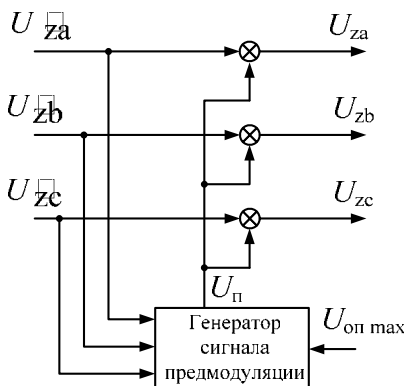 U □za
Uza
U □zb
Uzb
U □zc
Uzc
Uп
Генератор
сигнала
предмодуляции
Uоп max